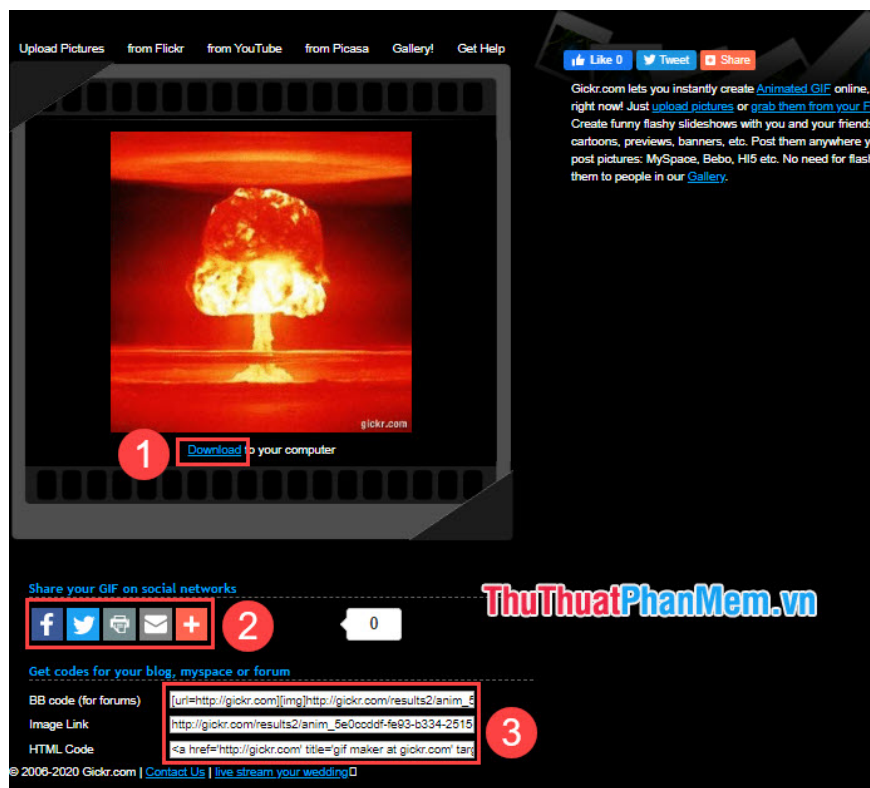 Upload Pictures from Flickr from YouTube from Picasa Gallery! Get Help
Like 0 Tweet Share
Gickr.com lets you instantly create Animated GIF online,
right now! Just upload pictures or grab them from your F
Create funny flashy slideshows with you and your friends
cartoons, previews, banners, etc. Post them anywhere y
post pictures: MySpace, Bebo, HI5 etc. No need for flash
them to people in our Gallery.
gickr.com
1
Download to your computer
Share your GIF on social networks
ThuThuatPhanMem.vn
2
0
Get codes for your blog, myspace or forum
BB code (for forums) [url=http://gickr.com][img]http://gickr.com/results2/anim_5
Image Link http://gickr.com/results2/anim_5e0ccddf-fe93-b334-2515
3
HTML Code <a href='http://gickr.com' title='gif maker at gickr.com' targ
© 2006-2020 Gickr.com | Contact Us | live stream your wedding